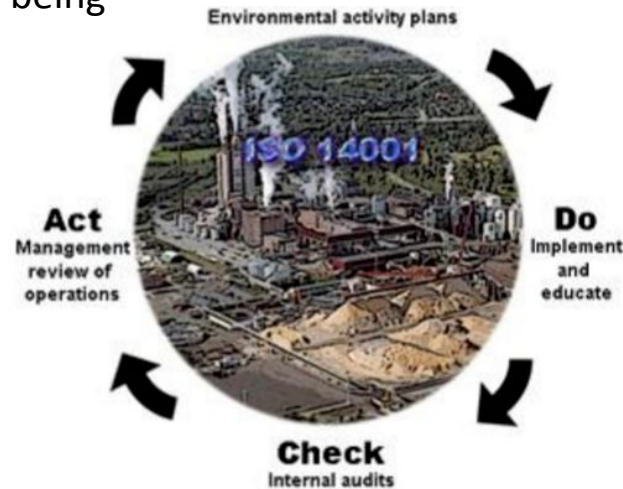 being
Environmental activity plans
ISO 14001
Act
Management
review of
operations
Do
Implement
and
educate
Check
Internal audits